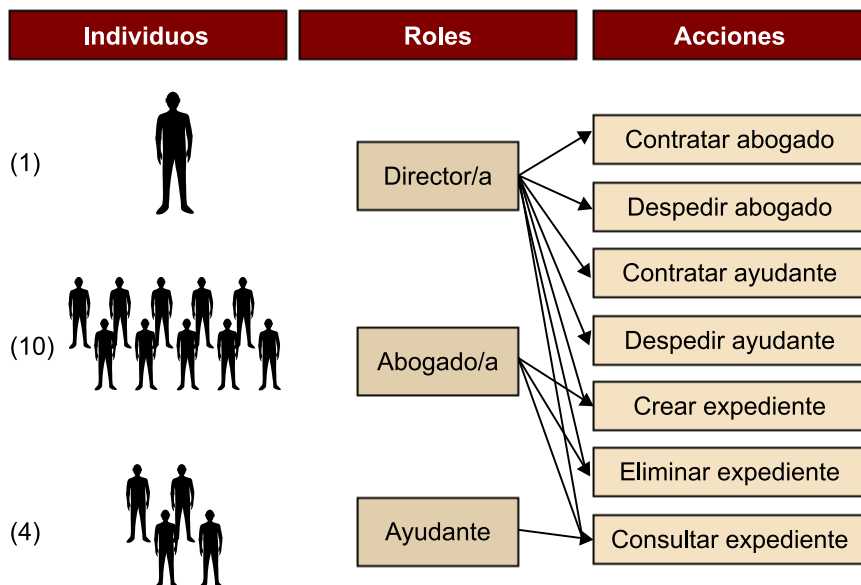 Individuos
Roles
Acciones
(1)
Director/a
Contratar abogado
Despedir abogado
Contratar ayudante
(10)
Abogado/a
Despedir ayudante
Crear expediente
Eliminar expediente
(4)
Ayudante
Consultar expediente